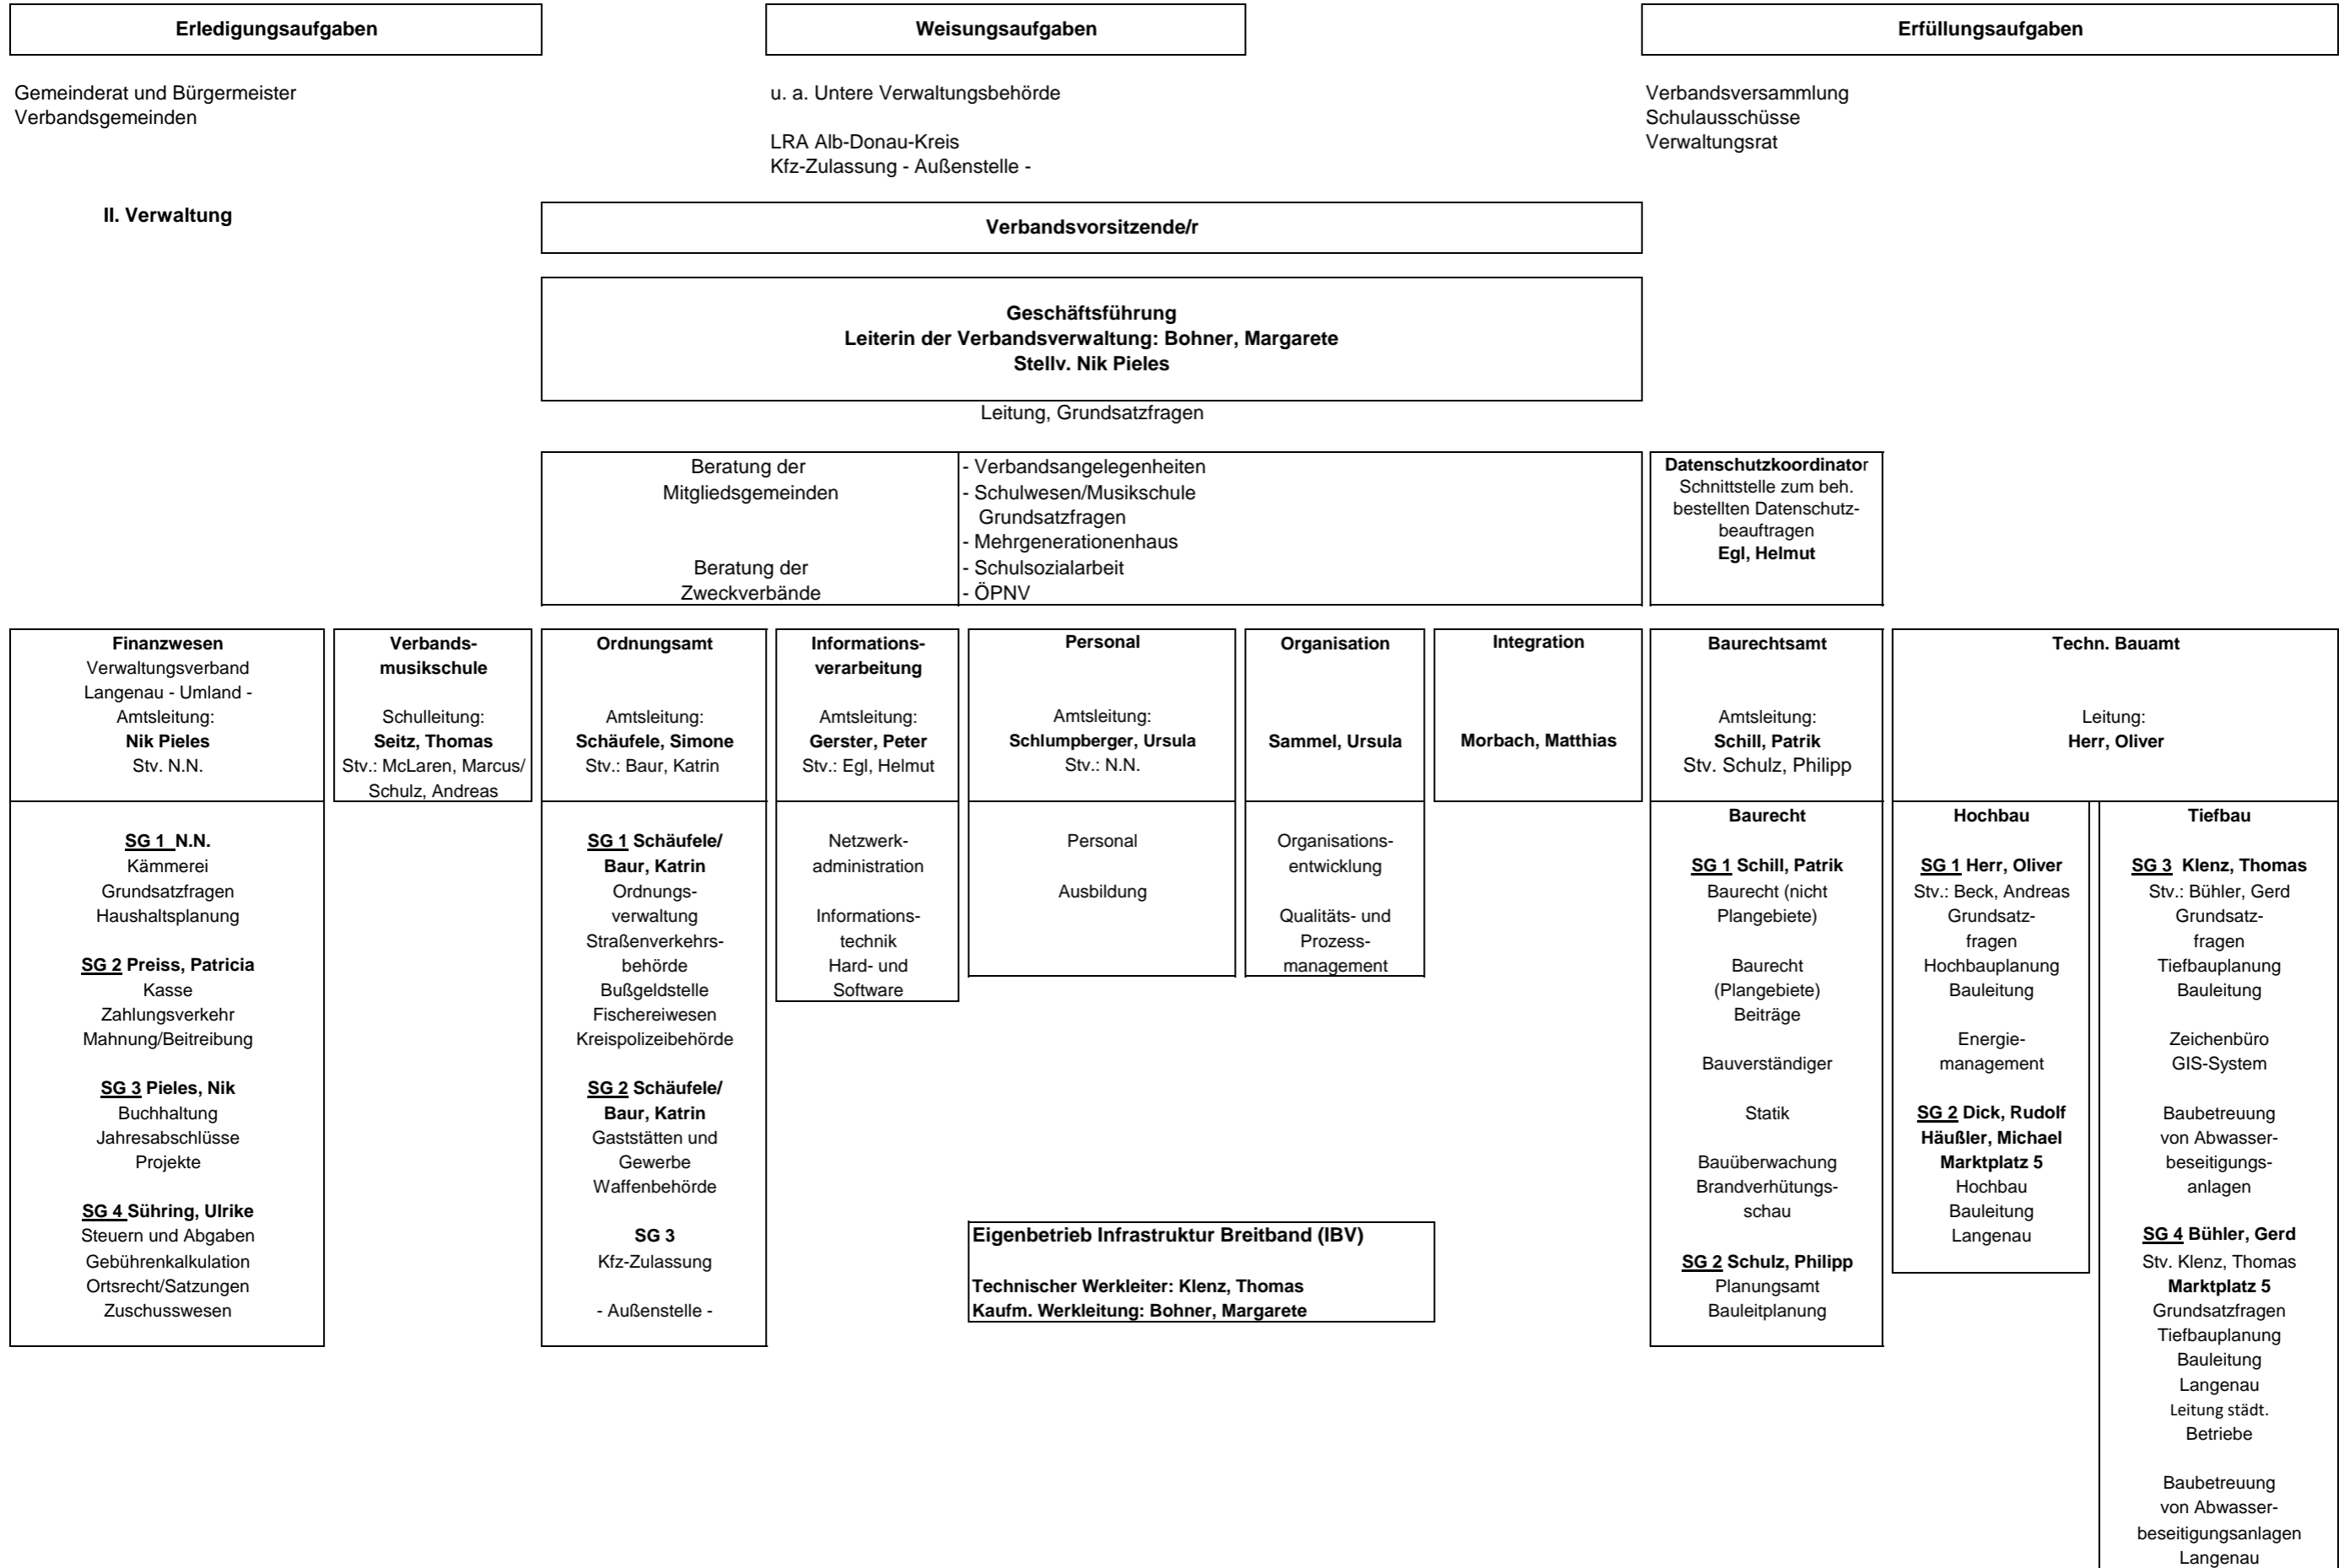 Erledigungsaufgaben
Weisungsaufgaben
Erfüllungsaufgaben
Gemeinderat und Bürgermeister
Verbandsgemeinden
u. a. Untere Verwaltungsbehörde
LRA Alb-Donau-Kreis
Kfz-Zulassung - Außenstelle -
Verbandsversammlung
Schulausschüsse
Verwaltungsrat
II. Verwaltung
Verbandsvorsitzende/r
Geschäftsführung
Leiterin der Verbandsverwaltung: Bohner, Margarete
Stellv. Nik Pieles
Leitung, Grundsatzfragen
Beratung der
Mitgliedsgemeinden
Beratung der
Zweckverbände
- Verbandsangelegenheiten
- Schulwesen/Musikschule
Grundsatzfragen
- Mehrgenerationenhaus
- Schulsozialarbeit
- ÖPNV
Datenschutzkoordinator
Schnittstelle zum beh.
bestellten Datenschutz-
beauftragen
Egl, Helmut
Finanzwesen
Verwaltungsverband
Langenau - Umland -
Amtsleitung:
Nik Pieles
Stv. N.N.
SG 1 N.N.
Kämmerei
Grundsatzfragen
Haushaltsplanung
SG 2 Preiss, Patricia
Kasse
Zahlungsverkehr
Mahnung/Beitreibung
SG 3 Pieles, Nik
Buchhaltung
Jahresabschlüsse
Projekte
SG 4 Sühring, Ulrike
Steuern und Abgaben
Gebührenkalkulation
Ortsrecht/Satzungen
Zuschusswesen
Verbands-
musikschule
Schulleitung:
Seitz, Thomas
Stv.: McLaren, Marcus/
Schulz, Andreas
Ordnungsamt
Amtsleitung:
Schäufele, Simone
Stv.: Baur, Katrin
SG 1 Schäufele/
Baur, Katrin
Ordnungs-
verwaltung
Straßenverkehrs-
behörde
Bußgeldstelle
Fischereiwesen
Kreispolizeibehörde
SG 2 Schäufele/
Baur, Katrin
Gaststätten und
Gewerbe
Waffenbehörde
SG 3
Kfz-Zulassung
- Außenstelle -
Informations-
verarbeitung
Amtsleitung:
Gerster, Peter
Stv.: Egl, Helmut
Netzwerk-
administration
Informations-
technik
Hard- und
Software
Personal
Amtsleitung:
Schlumpberger, Ursula
Stv.: N.N.
Personal
Ausbildung
Organisation
Sammel, Ursula
Organisations-
entwicklung
Qualitäts- und
Prozess-
management
Integration
Morbach, Matthias
Eigenbetrieb Infrastruktur Breitband (IBV)
Technischer Werkleiter: Klenz, Thomas
Kaufm. Werkleitung: Bohner, Margarete
Baurechtsamt
Amtsleitung:
Schill, Patrik
Stv. Schulz, Philipp
Baurecht
SG 1 Schill, Patrik
Baurecht (nicht
Plangebiete)
Baurecht
(Plangebiete)
Beiträge
Bauverständiger
Statik
Bauüberwachung
Brandverhütungs-
schau
SG 2 Schulz, Philipp
Planungsamt
Bauleitplanung
Techn. Bauamt
Leitung:
Herr, Oliver
Hochbau
SG 1 Herr, Oliver
Stv.: Beck, Andreas
Grundsatz-
fragen
Hochbauplanung
Bauleitung
Energie-
management
SG 2 Dick, Rudolf
Häußler, Michael
Marktplatz 5
Hochbau
Bauleitung
Langenau
Tiefbau
SG 3 Klenz, Thomas
Stv.: Bühler, Gerd
Grundsatz-
fragen
Tiefbauplanung
Bauleitung
Zeichenbüro
GIS-System
Baubetreuung
von Abwasser-
beseitigungs-
anlagen
SG 4 Bühler, Gerd
Stv. Klenz, Thomas
Marktplatz 5
Grundsatzfragen
Tiefbauplanung
Bauleitung
Langenau
Leitung städt.
Betriebe
Baubetreuung
von Abwasser-
beseitigungsanlagen
Langenau